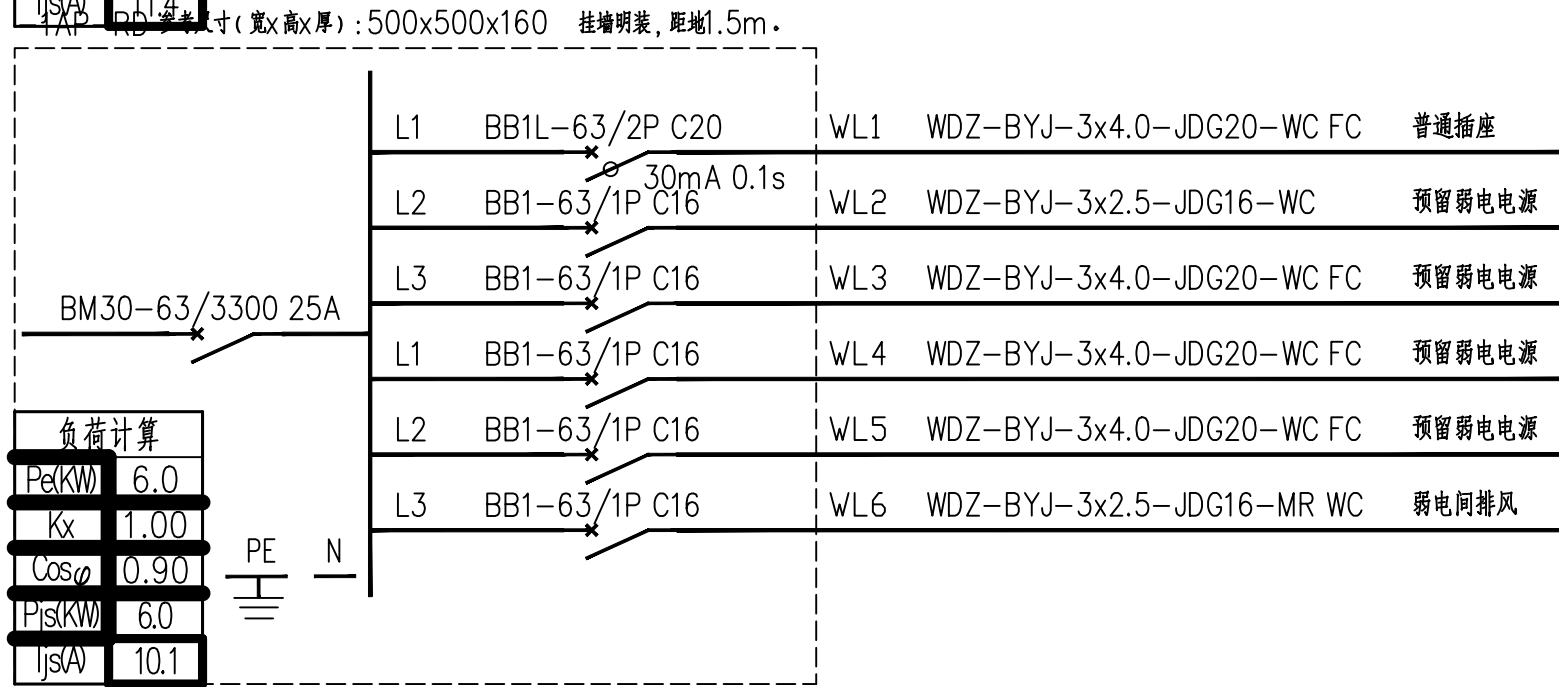 Ijs(A) 11.4
1AP RD 参考尺寸(宽x高x厚):500x500x160 挂墙明装,距地1.5m.
L1 BB1L-63/2P C20 WL1 WDZ-BYJ-3x4.0-JDG20-WC FC 普通插座
30mA 0.1s
L2 BB1-63/1P C16 WL2 WDZ-BYJ-3x2.5-JDG16-WC 预留弱电电源
L3 BB1-63/1P C16 WL3 WDZ-BYJ-3x4.0-JDG20-WC FC 预留弱电电源
BM30-63/3300 25A
L1 BB1-63/1P C16 WL4 WDZ-BYJ-3x4.0-JDG20-WC FC 预留弱电电源
L2 BB1-63/1P C16 WL5 WDZ-BYJ-3x4.0-JDG20-WC FC 预留弱电电源
L3 BB1-63/1P C16 WL6 WDZ-BYJ-3x2.5-JDG16-MR WC 弱电间排风
负荷计算
Pe(KW) 6.0
Kx 1.00
Cosφ 0.90
Pjs(KW) 6.0
Ijs(A) 10.1
PE N